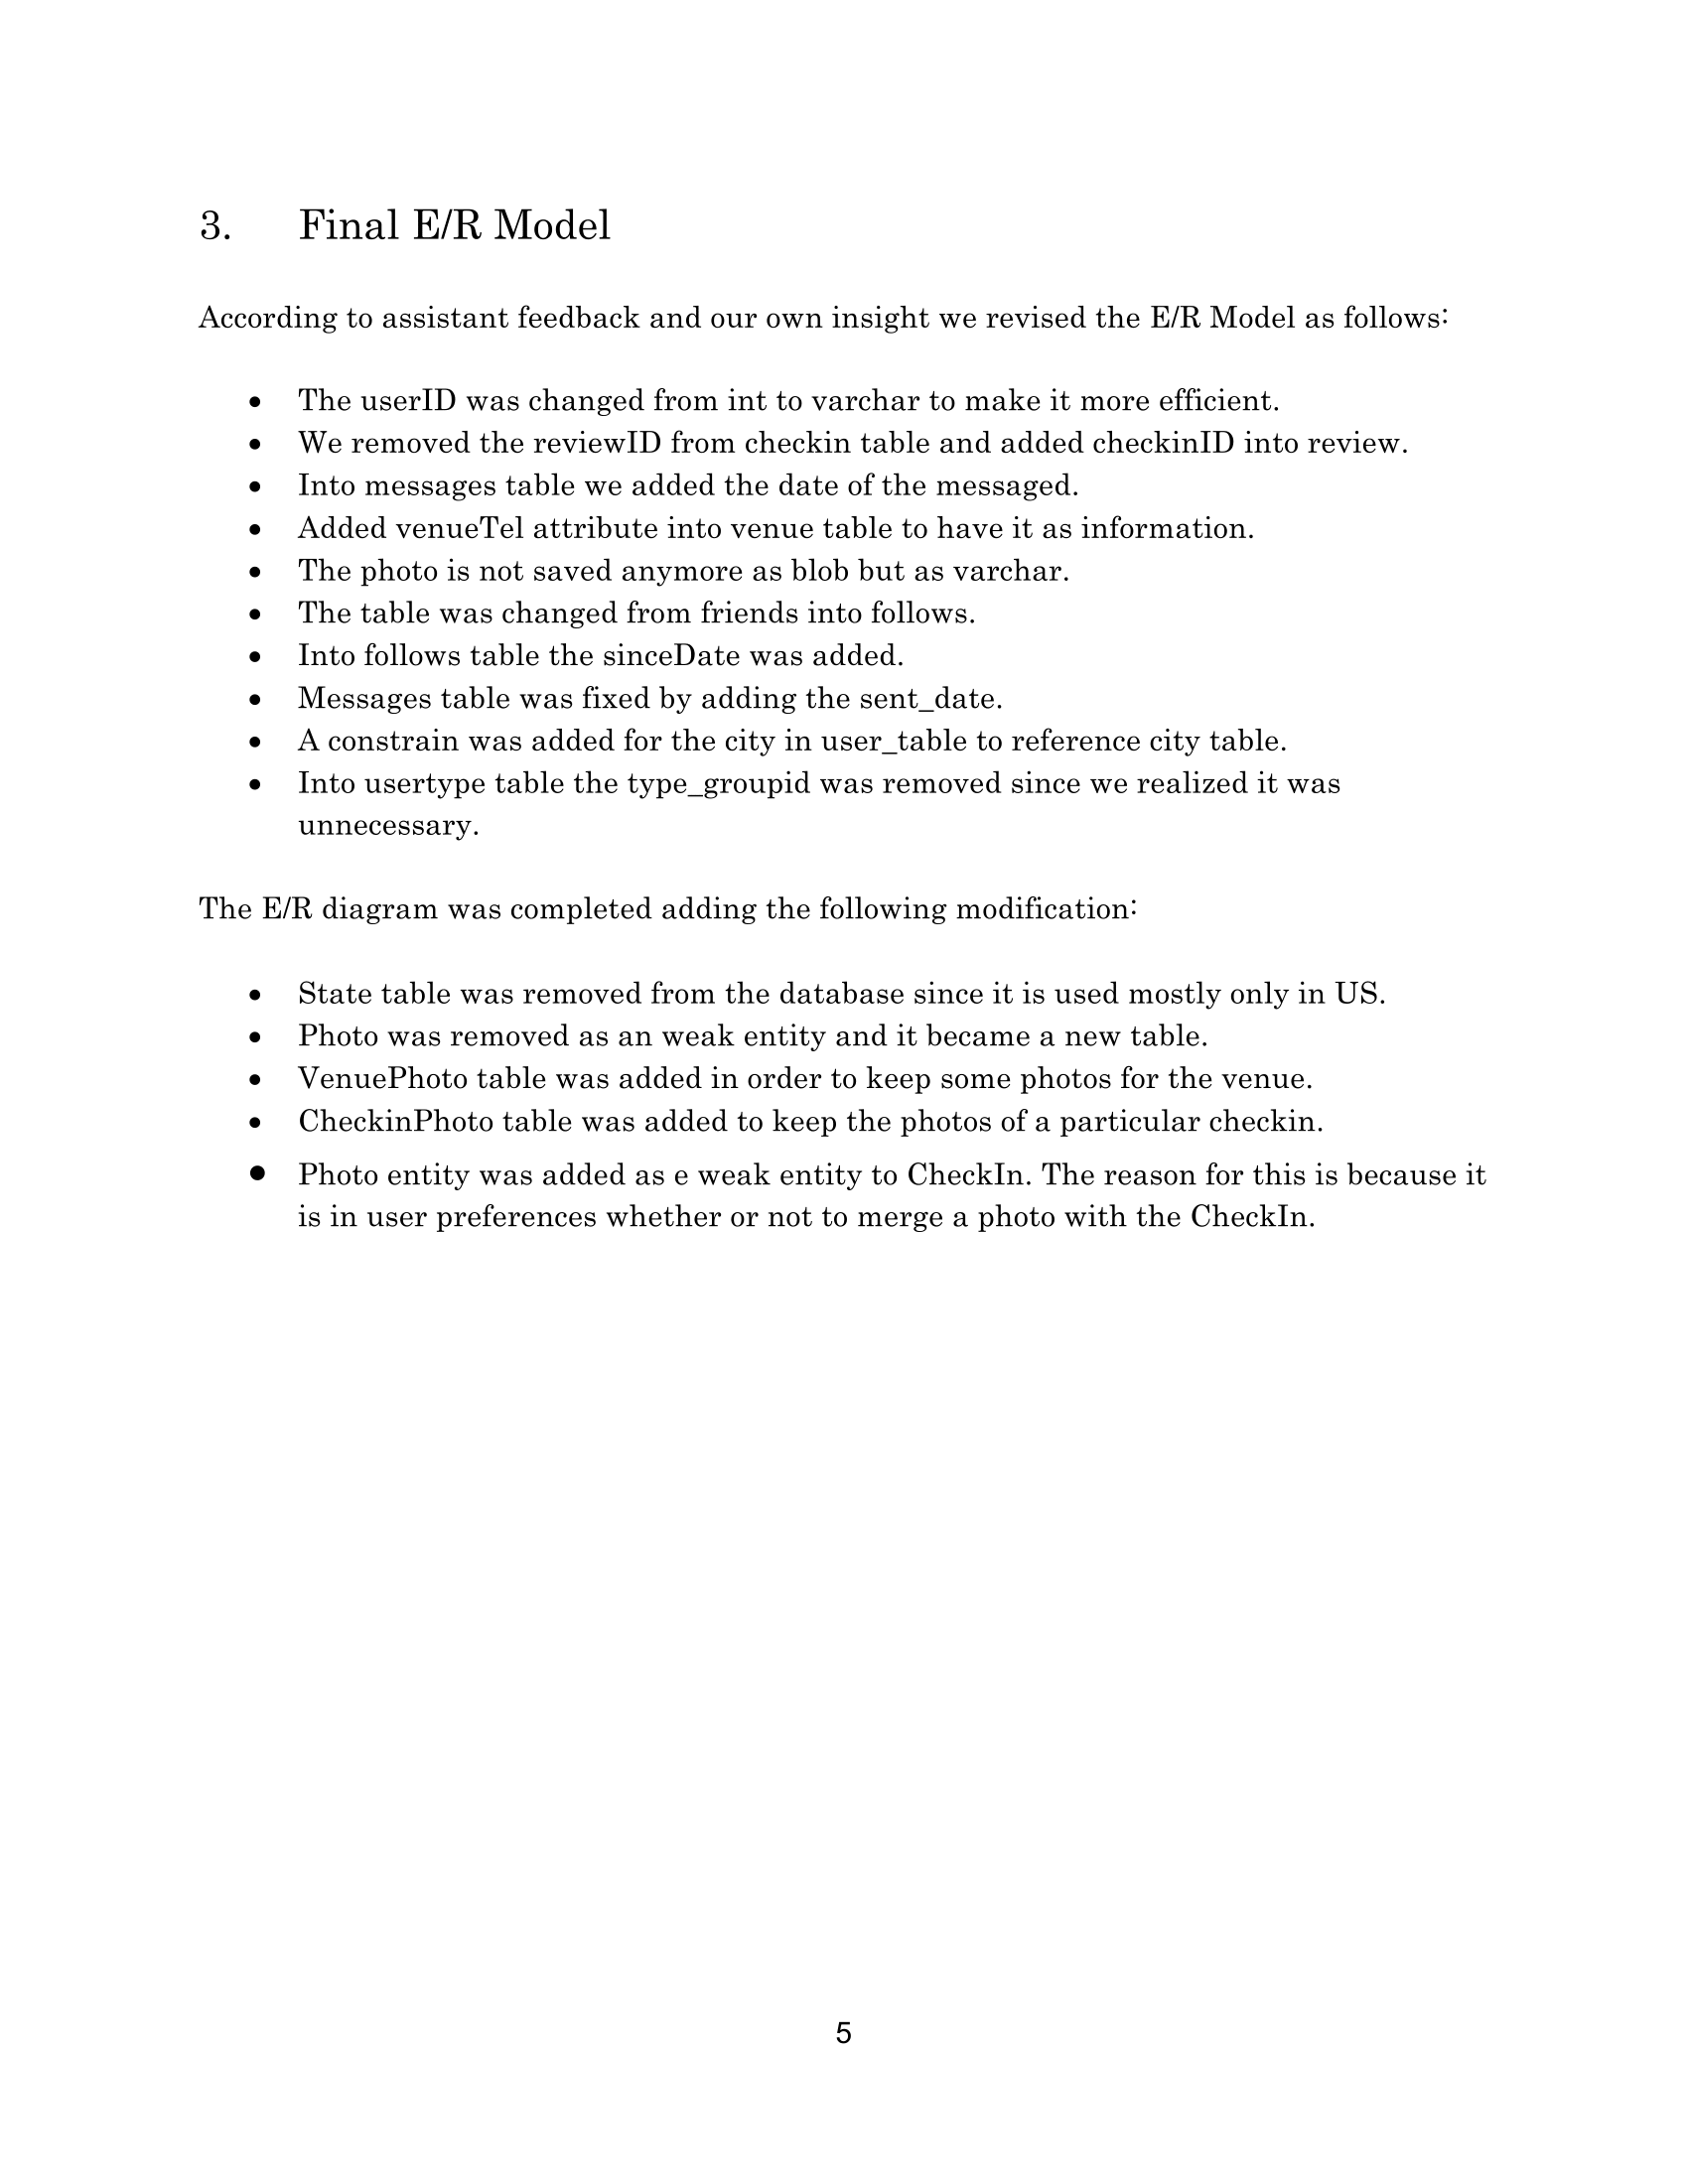 3. Final E/R Model
According to assistant feedback and our own insight we revised the E/R Model as follows:
• The userID was changed from int to varchar to make it more efficient.
• We removed the reviewID from checkin table and added checkinID into review.
• Into messages table we added the date of the messaged.
• Added venueTel attribute into venue table to have it as information.
• The photo is not saved anymore as blob but as varchar.
• The table was changed from friends into follows.
• Into follows table the sinceDate was added.
• Messages table was fixed by adding the sent_date.
• A constrain was added for the city in user_table to reference city table.
• Into usertype table the type_groupid was removed since we realized it was
unnecessary.
The E/R diagram was completed adding the following modification:
• State table was removed from the database since it is used mostly only in US.
• Photo was removed as an weak entity and it became a new table.
• VenuePhoto table was added in order to keep some photos for the venue.
• CheckinPhoto table was added to keep the photos of a particular checkin.
• Photo entity was added as e weak entity to CheckIn. The reason for this is because it
is in user preferences whether or not to merge a photo with the CheckIn.
5